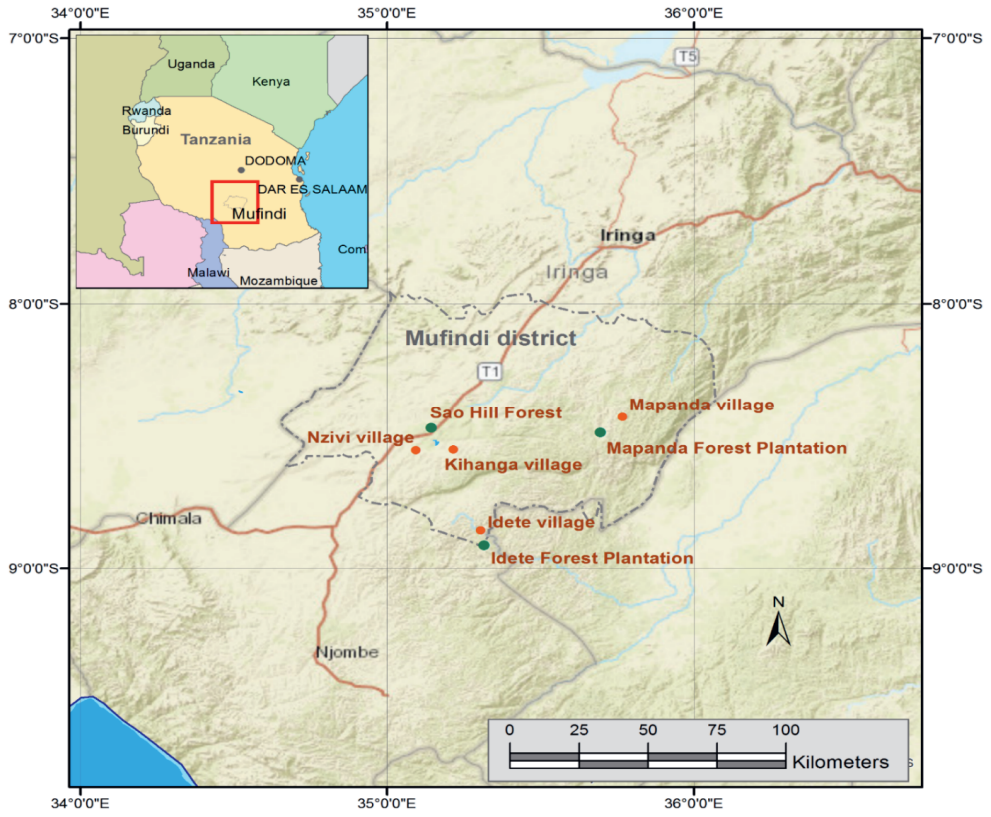 34°0'0"E
35°0'0"E
36°0'0"E
7°0'0"S
7°0'0"S
T5
Uganda
Kenya
Rwanda
Burundi
Tanzania
DODOMA
DAR ES SALAAM
Mufindi
Malawi
Mozambique
Com
Iringa
Iringa
8°0'0"S
8°0'0"S
Mufindi district
T1
Sao Hill Forest
Mapanda village
Nzivi village
Mapanda Forest Plantation
Kihanga village
Chimala
Idete village
Idete Forest Plantation
9°0'0"S
9°0'0"S
N
Njombe
0 25 50 75 100
Kilometers
s
34°0'0"E
35°0'0"E
36°0'0"E